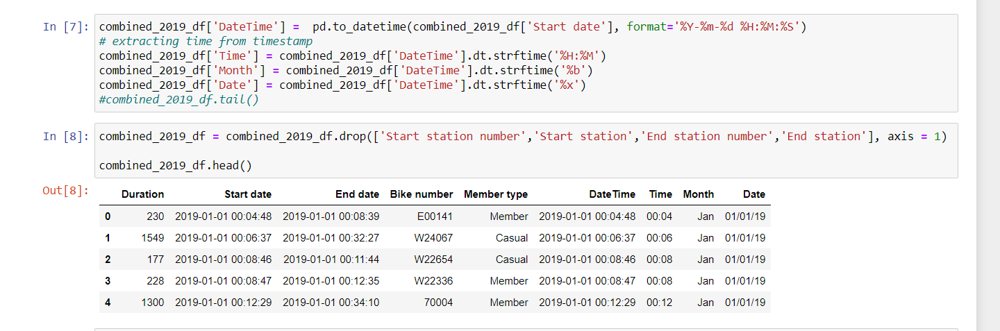 In [7]: combined_2019_df['DateTime'] =  pd.to_datetime(combined_2019_df['Start date'], format='%Y-%m-%d %H:%M:%S')
# extracting time from timestamp
combined_2019_df['Time'] = combined_2019_df['DateTime'].dt.strftime('%H:%M')
combined_2019_df['Month'] = combined_2019_df['DateTime'].dt.strftime('%b')
combined_2019_df['Date'] = combined_2019_df['DateTime'].dt.strftime('%x')
#combined_2019_df.tail()
In [8]: combined_2019_df = combined_2019_df.drop(['Start station number','Start station','End station number','End station'], axis = 1)
combined_2019_df.head()
Out[8]:
Duration Start date End date Bike number Member type DateTime Time Month Date
0 230 2019-01-01 00:04:48 2019-01-01 00:08:39 E00141 Member 2019-01-01 00:04:48 00:04 Jan 01/01/19
1 1549 2019-01-01 00:06:37 2019-01-01 00:32:27 W24067 Casual 2019-01-01 00:06:37 00:06 Jan 01/01/19
2 177 2019-01-01 00:08:46 2019-01-01 00:11:44 W22654 Casual 2019-01-01 00:08:46 00:08 Jan 01/01/19
3 228 2019-01-01 00:08:47 2019-01-01 00:12:35 W22336 Member 2019-01-01 00:08:47 00:08 Jan 01/01/19
4 1300 2019-01-01 00:12:29 2019-01-01 00:34:10 70004 Member 2019-01-01 00:12:29 00:12 Jan 01/01/19